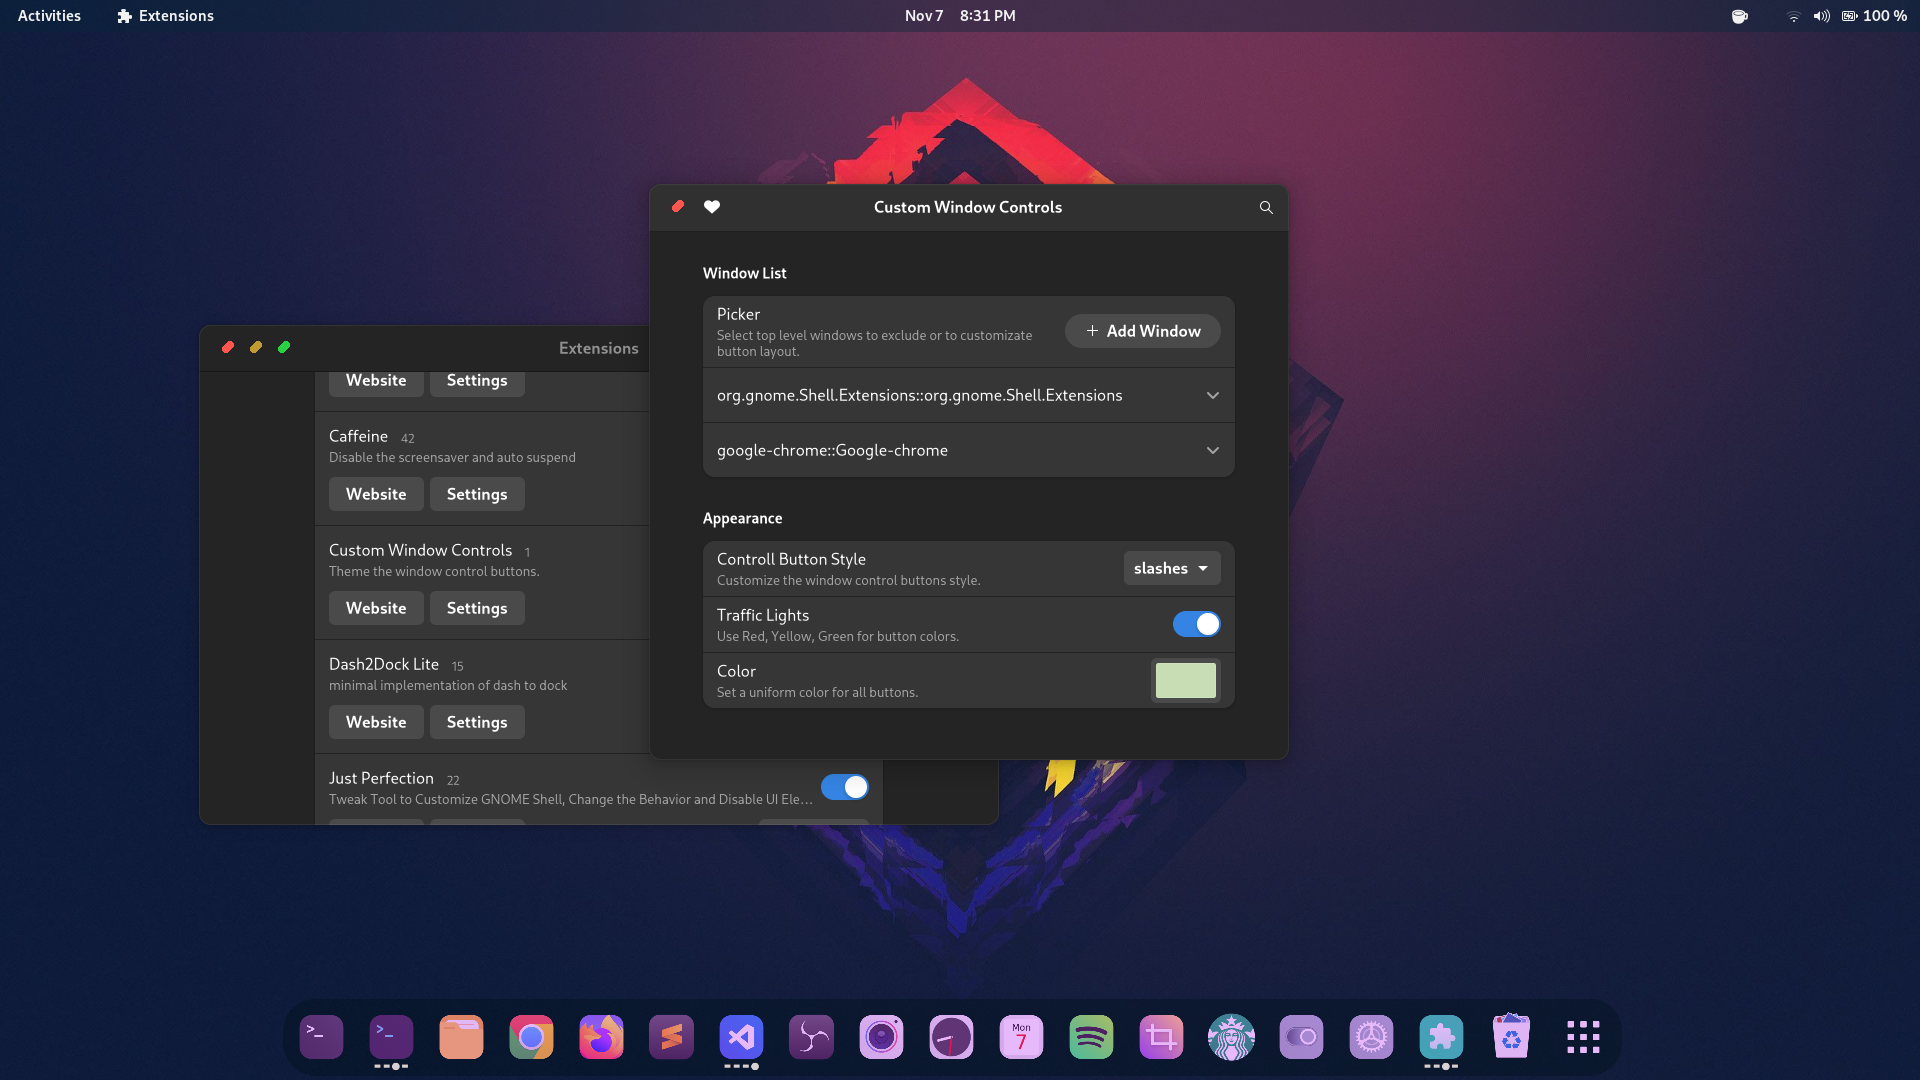 Activities
Extensions
Nov 7 8:31 PM
100 %
Custom Window Controls
Window List
Picker
Select top level windows to exclude or to customizate
button layout.
+ Add Window
org.gnome.Shell.Extensions::org.gnome.Shell.Extensions
google-chrome::Google-chrome
Appearance
Controll Button Style
Customize the window control buttons style.
slashes
Traffic Lights
Use Red, Yellow, Green for button colors.
Color
Set a uniform color for all buttons.
Extensions
Website Settings
Caffeine 42
Disable the screensaver and auto suspend
Website Settings
Custom Window Controls 1
Theme the window control buttons.
Website Settings
Dash2Dock Lite 15
minimal implementation of dash to dock
Website Settings
Just Perfection 22
Tweak Tool to Customize GNOME Shell, Change the Behavior and Disable UI Ele...
>_
>_
Mon
7